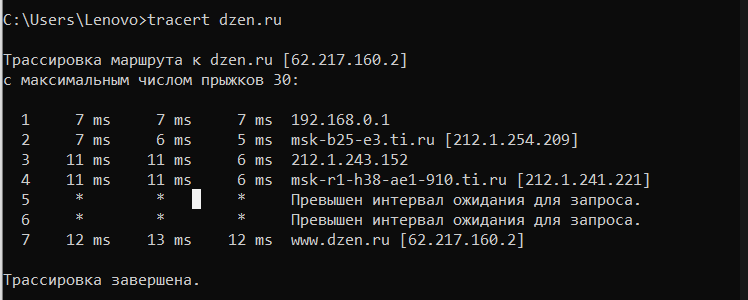 C:\Users\Lenovo>tracert dzen.ru
Трассировка маршрута к dzen.ru [62.217.160.2]
с максимальным числом прыжков 30:
1 7 ms 7 ms 7 ms 192.168.0.1
2 7 ms 6 ms 5 ms msk-b25-e3.ti.ru [212.1.254.209]
3 11 ms 11 ms 6 ms 212.1.243.152
4 11 ms 11 ms 6 ms msk-r1-h38-ae1-910.ti.ru [212.1.241.221]
5 * * * Превышен интервал ожидания для запроса.
6 * * * Превышен интервал ожидания для запроса.
7 12 ms 13 ms 12 ms www.dzen.ru [62.217.160.2]
Трассировка завершена.